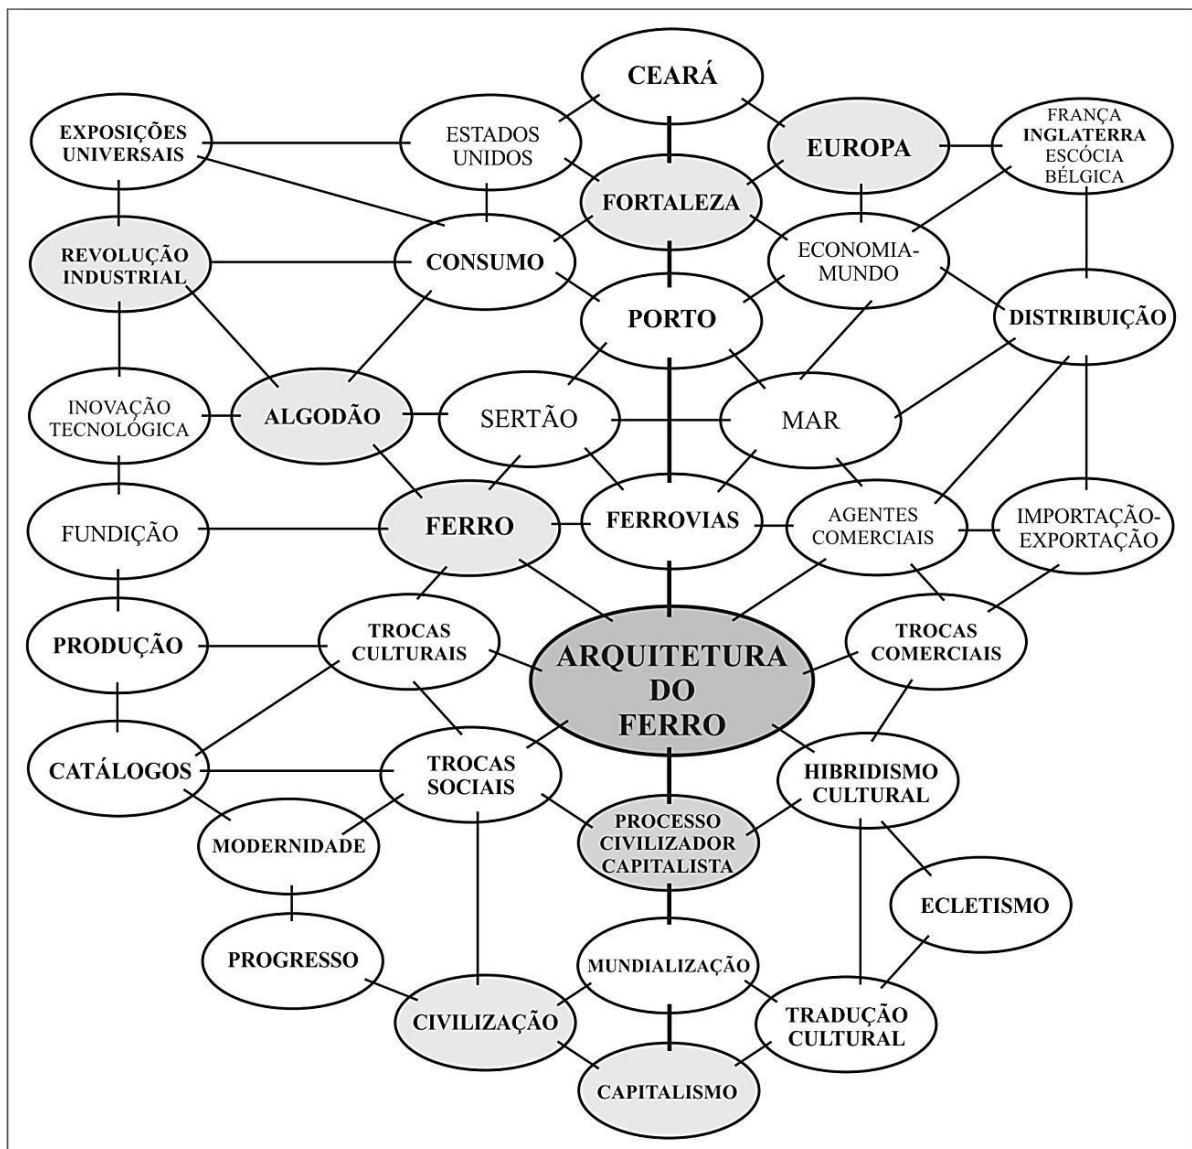 CEARÁ
EXPOSIÇÕES
UNIVERSAIS
ESTADOS
UNIDOS
EUROPA
FRANÇA
INGLATERRA
ESCÓCIA
BÉLGICA
FORTALEZA
REVOLUÇÃO
INDUSTRIAL
CONSUMO
ECONOMIA-
MUNDO
PORTO
DISTRIBUIÇÃO
INOVAÇÃO
TECNOLÓGICA
ALGODÃO
SERTÃO
MAR
FUNDIÇÃO
FERRO
FERROVIAS
AGENTES
COMERCIAIS
IMPORTAÇÃO-
EXPORTAÇÃO
PRODUÇÃO
TROCAS
CULTURAIS
ARQUITETURA
DO
FERRO
TROCAS
COMERCIAIS
CATÁLOGOS
TROCAS
SOCIAIS
HIBRIDISMO
CULTURAL
MODERNIDADE
PROCESSO
CIVILIZADOR
CAPITALISTA
ECLETISMO
PROGRESSO
MUNDIALIZAÇÃO
CIVILIZAÇÃO
TRADUÇÃO
CULTURAL
CAPITALISMO